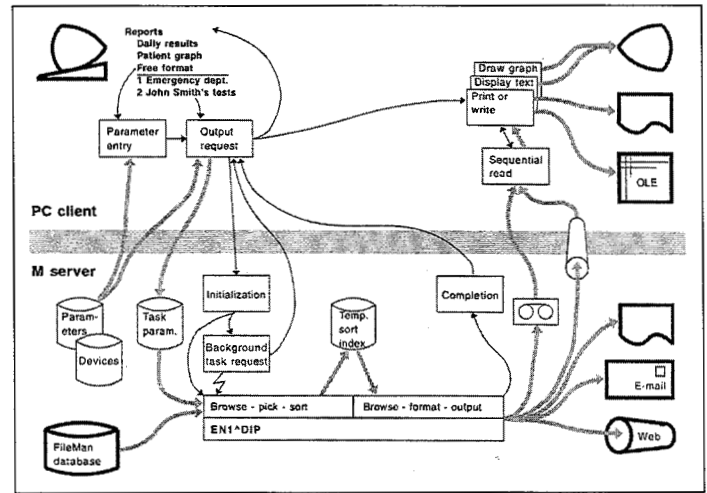 Reports
Daily results
Patient graph
Free format
1 Emergency dept.
2 John Smith's tests
Draw graph
Display text
Print or
write
Parameter
entry
Output
request
Sequential
read
OLE
PC client
M server
Initialization
Completion
Param-
eters
Task
param.
Temp.
sort
index
Devices
Background
task request
E-mail
Browse - pick - sort
Browse - format - output
EN1^DIP
Web
FileMan
database